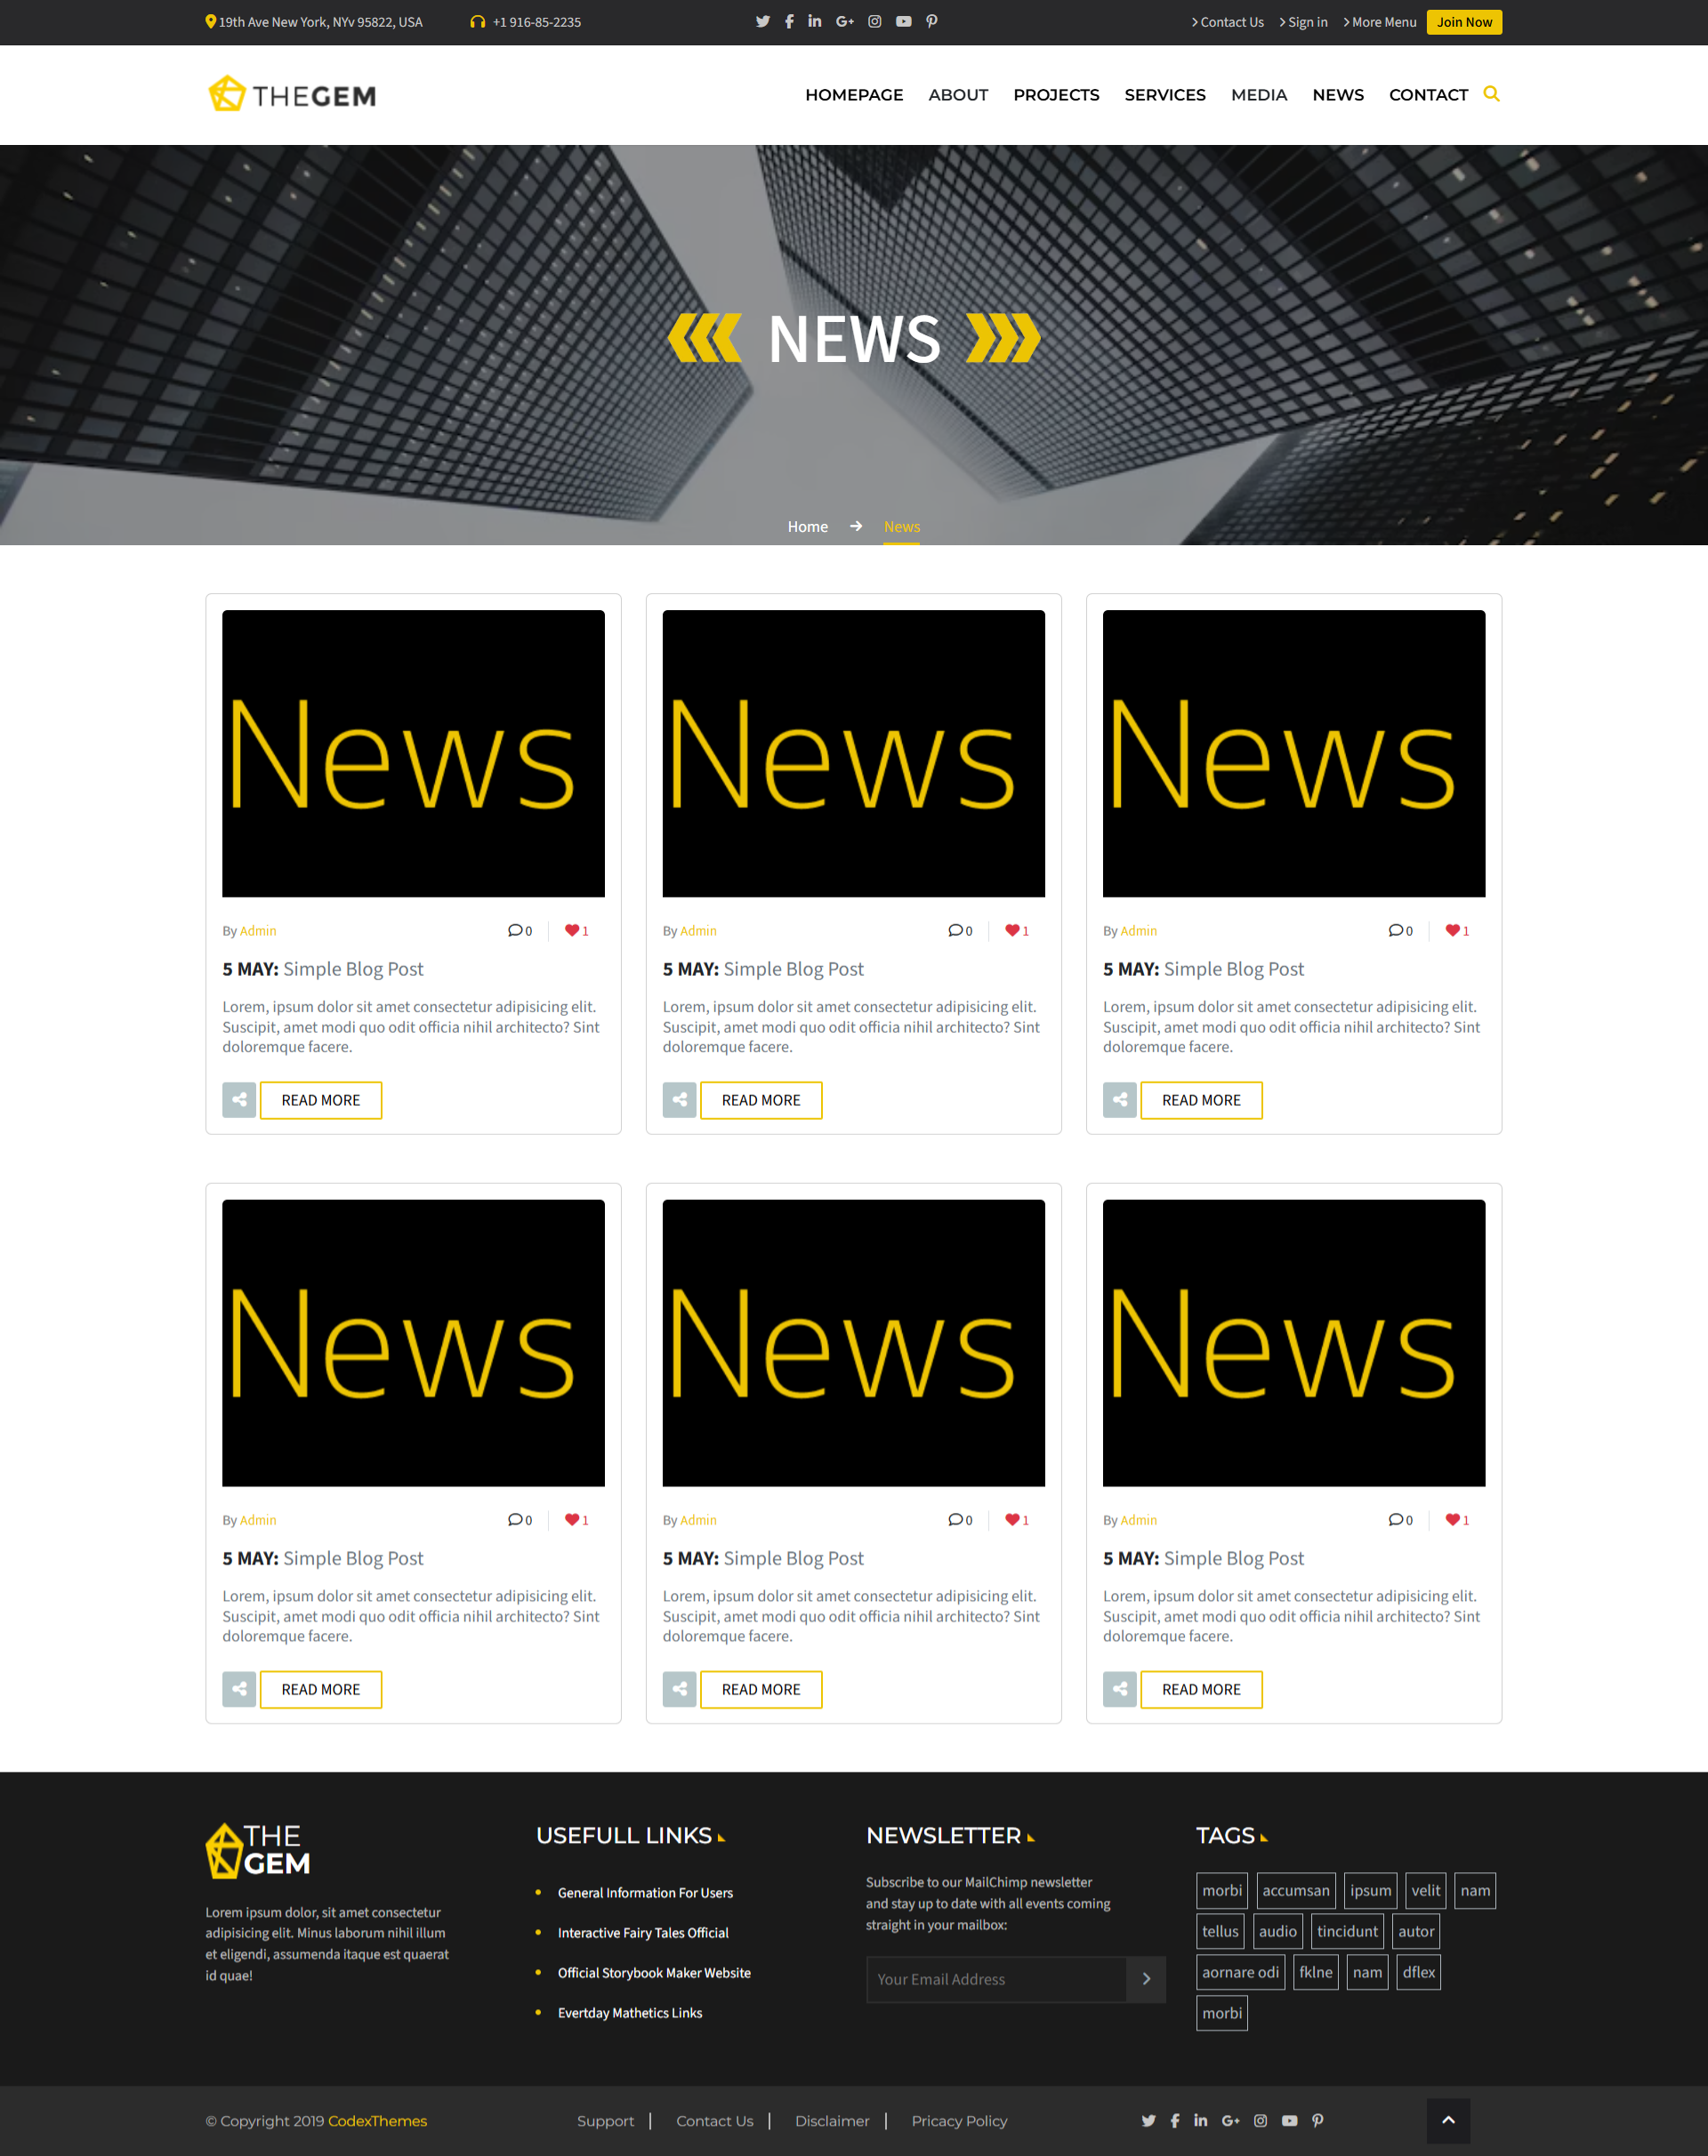 19th Ave New York, NYv 95822, USA +1 916-85-2235 Contact Us Sign in More Menu Join Now
THEGEM HOMEPAGE ABOUT PROJECTS SERVICES MEDIA NEWS CONTACT
NEWS
Home News
News News News
By Admin 0 1 By Admin 0 1 By Admin 0 1
5 MAY: Simple Blog Post 5 MAY: Simple Blog Post 5 MAY: Simple Blog Post
Lorem, ipsum dolor sit amet consectetur adipisicing elit. Lorem, ipsum dolor sit amet consectetur adipisicing elit. Lorem, ipsum dolor sit amet consectetur adipisicing elit.
Suscipit, amet modi quo odit officia nihil architecto? Sint Suscipit, amet modi quo odit officia nihil architecto? Sint Suscipit, amet modi quo odit officia nihil architecto? Sint
doloremque facere. doloremque facere. doloremque facere.
READ MORE READ MORE READ MORE
News News News
By Admin 0 1 By Admin 0 1 By Admin 0 1
5 MAY: Simple Blog Post 5 MAY: Simple Blog Post 5 MAY: Simple Blog Post
Lorem, ipsum dolor sit amet consectetur adipisicing elit. Lorem, ipsum dolor sit amet consectetur adipisicing elit. Lorem, ipsum dolor sit amet consectetur adipisicing elit.
Suscipit, amet modi quo odit officia nihil architecto? Sint Suscipit, amet modi quo odit officia nihil architecto? Sint Suscipit, amet modi quo odit officia nihil architecto? Sint
doloremque facere. doloremque facere. doloremque facere.
READ MORE READ MORE READ MORE
THE
GEM
Lorem ipsum dolor, sit amet consectetur
adipisicing elit. Minus laborum nihil illum
et eligendi, assumenda itaque est quaerat
id quae!
USEFULL LINKS
General Information For Users
Interactive Fairy Tales Official
Official Storybook Maker Website
Evertday Mathetics Links
NEWSLETTER
Subscribe to our MailChimp newsletter
and stay up to date with all events coming
straight in your mailbox:
Your Email Address
TAGS
morbi accumsan ipsum velit nam
tellus audio tincidunt autor
aornare odi fklne nam dflex
morbi
© Copyright 2019 CodexThemes Support Contact Us Disclaimer Pricacy Policy